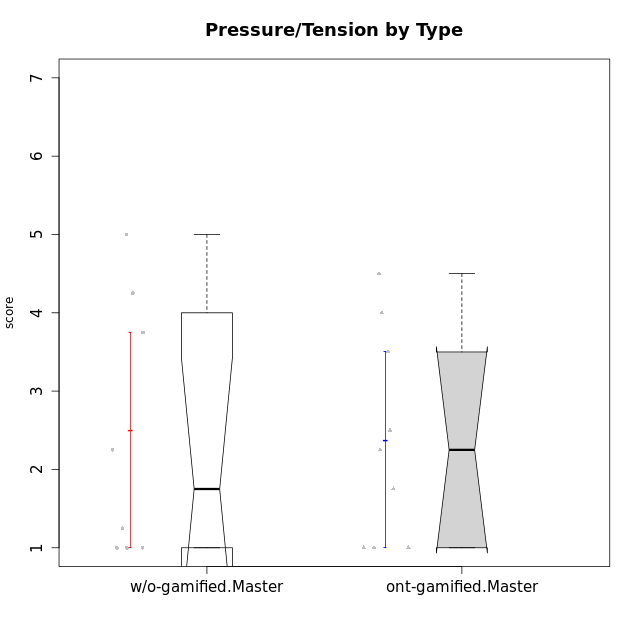 Pressure/Tension by Type
7
6
5
4
3
2
1
score
w/o-gamified.Master
ont-gamified.Master